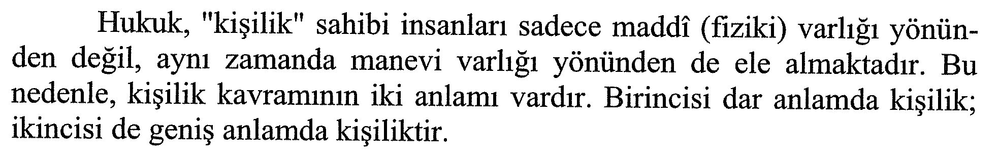 Hukuk, "kişilik" sahibi insanları sadece maddî (fiziki) varlığı yönün-
den değil, aynı zamanda manevi varlığı yönünden de ele almaktadır. Bu
nedenle, kişilik kavramının iki anlamı vardır. Birincisi dar anlamda kişilik;
ikincisi de geniş anlamda kişiliktir.